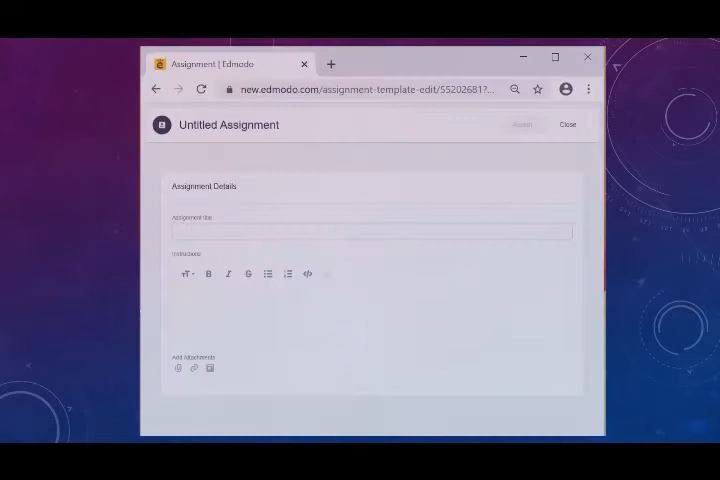 Assignment | Edmodo
new.edmodo.com/assignment-template-edit/55202681?...
Untitled Assignment
Assign
Close
Assignment Details
Assignment title
Instructions
Add Attachments